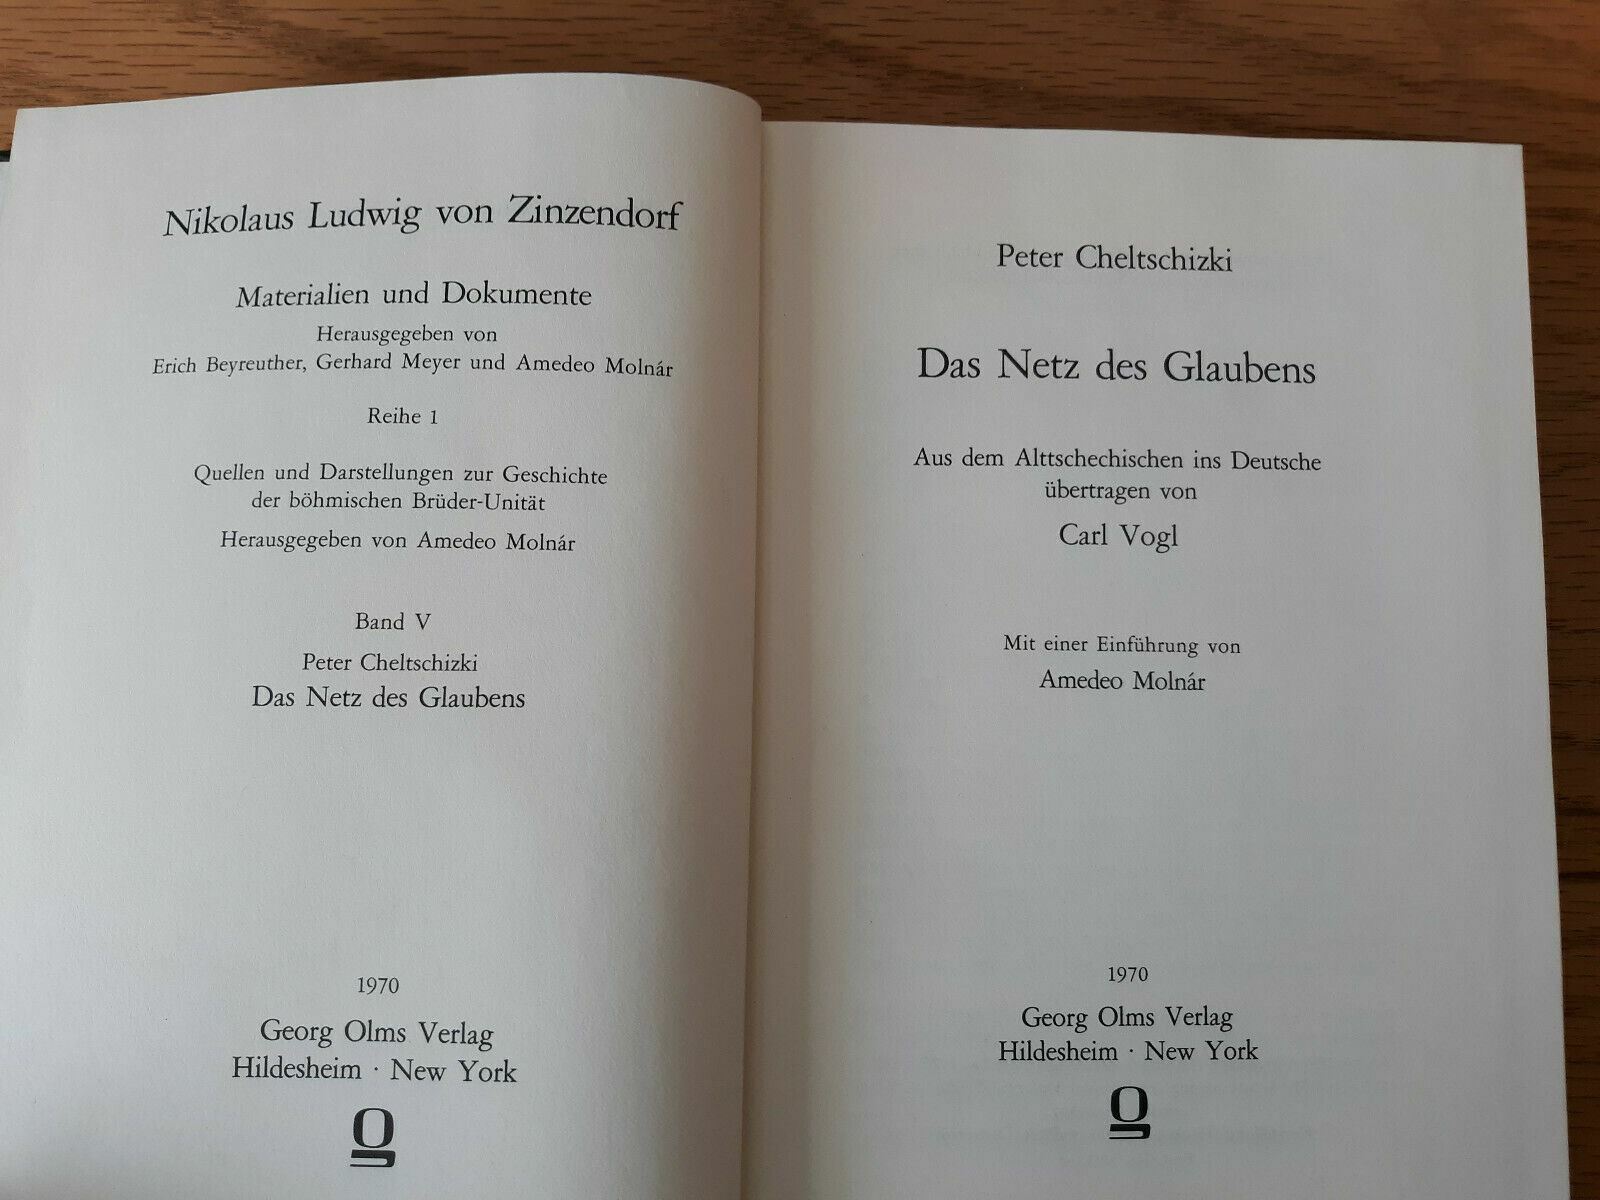 Nikolaus Ludwig von Zinzendorf
Materialien und Dokumente
Herausgegeben von
Erich Beyreuther, Gerhard Meyer und Amedeo Molnár
Reihe 1
Quellen und Darstellungen zur Geschichte
der böhmischen Brüder-Unität
Herausgegeben von Amedeo Molnár
Band V
Peter Cheltschizki
Das Netz des Glaubens
1970
Georg Olms Verlag
Hildesheim · New York
Peter Cheltschizki
Das Netz des Glaubens
Aus dem Alttschechischen ins Deutsche
übertragen von
Carl Vogl
Mit einer Einführung von
Amedeo Molnár
1970
Georg Olms Verlag
Hildesheim · New York